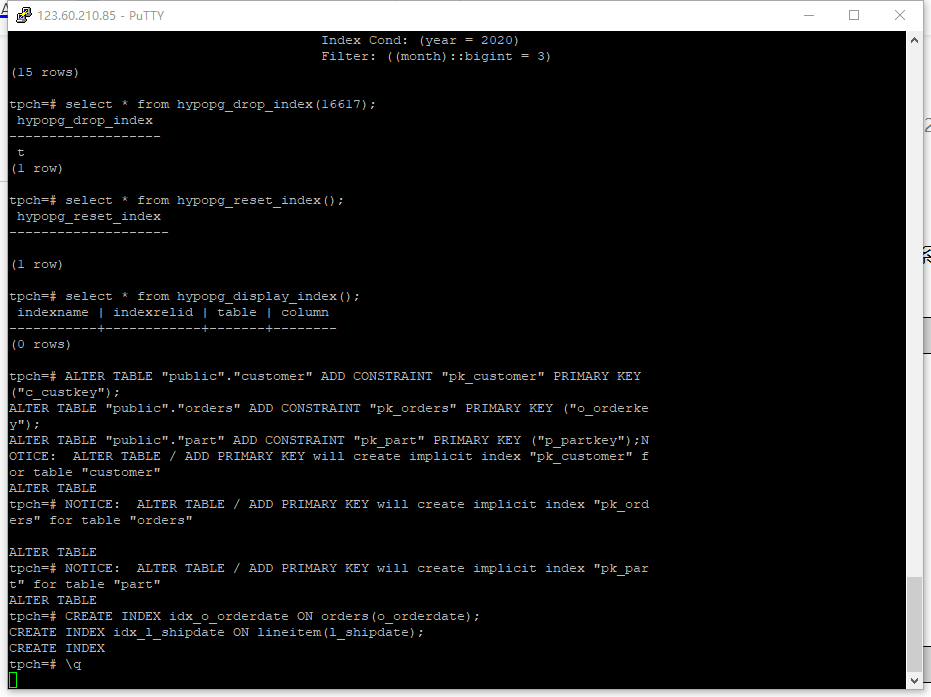 123.60.210.85 - PuTTY
Index Cond: (year = 2020)
Filter: ((month)::bigint = 3)
(15 rows)
tpch=# select * from hypopg_drop_index(16617);
hypopg_drop_index
-------------------
t
(1 row)
tpch=# select * from hypopg_reset_index();
hypopg_reset_index
--------------------
(1 row)
tpch=# select * from hypopg_display_index();
indexname | indexrelid | table | column
-----------+------------+-------+--------
(0 rows)
tpch=# ALTER TABLE "public"."customer" ADD CONSTRAINT "pk_customer" PRIMARY KEY
("c_custkey");
ALTER TABLE "public"."orders" ADD CONSTRAINT "pk_orders" PRIMARY KEY ("o_orderke
y");
ALTER TABLE "public"."part" ADD CONSTRAINT "pk_part" PRIMARY KEY ("p_partkey");N
OTICE:  ALTER TABLE / ADD PRIMARY KEY will create implicit index "pk_customer" f
or table "customer"
ALTER TABLE
tpch=# NOTICE:  ALTER TABLE / ADD PRIMARY KEY will create implicit index "pk_ord
ers" for table "orders"
ALTER TABLE
tpch=# NOTICE:  ALTER TABLE / ADD PRIMARY KEY will create implicit index "pk_par
t" for table "part"
ALTER TABLE
tpch=# CREATE INDEX idx_o_orderdate ON orders(o_orderdate);
CREATE INDEX idx_l_shipdate ON lineitem(l_shipdate);
CREATE INDEX
tpch=# \q